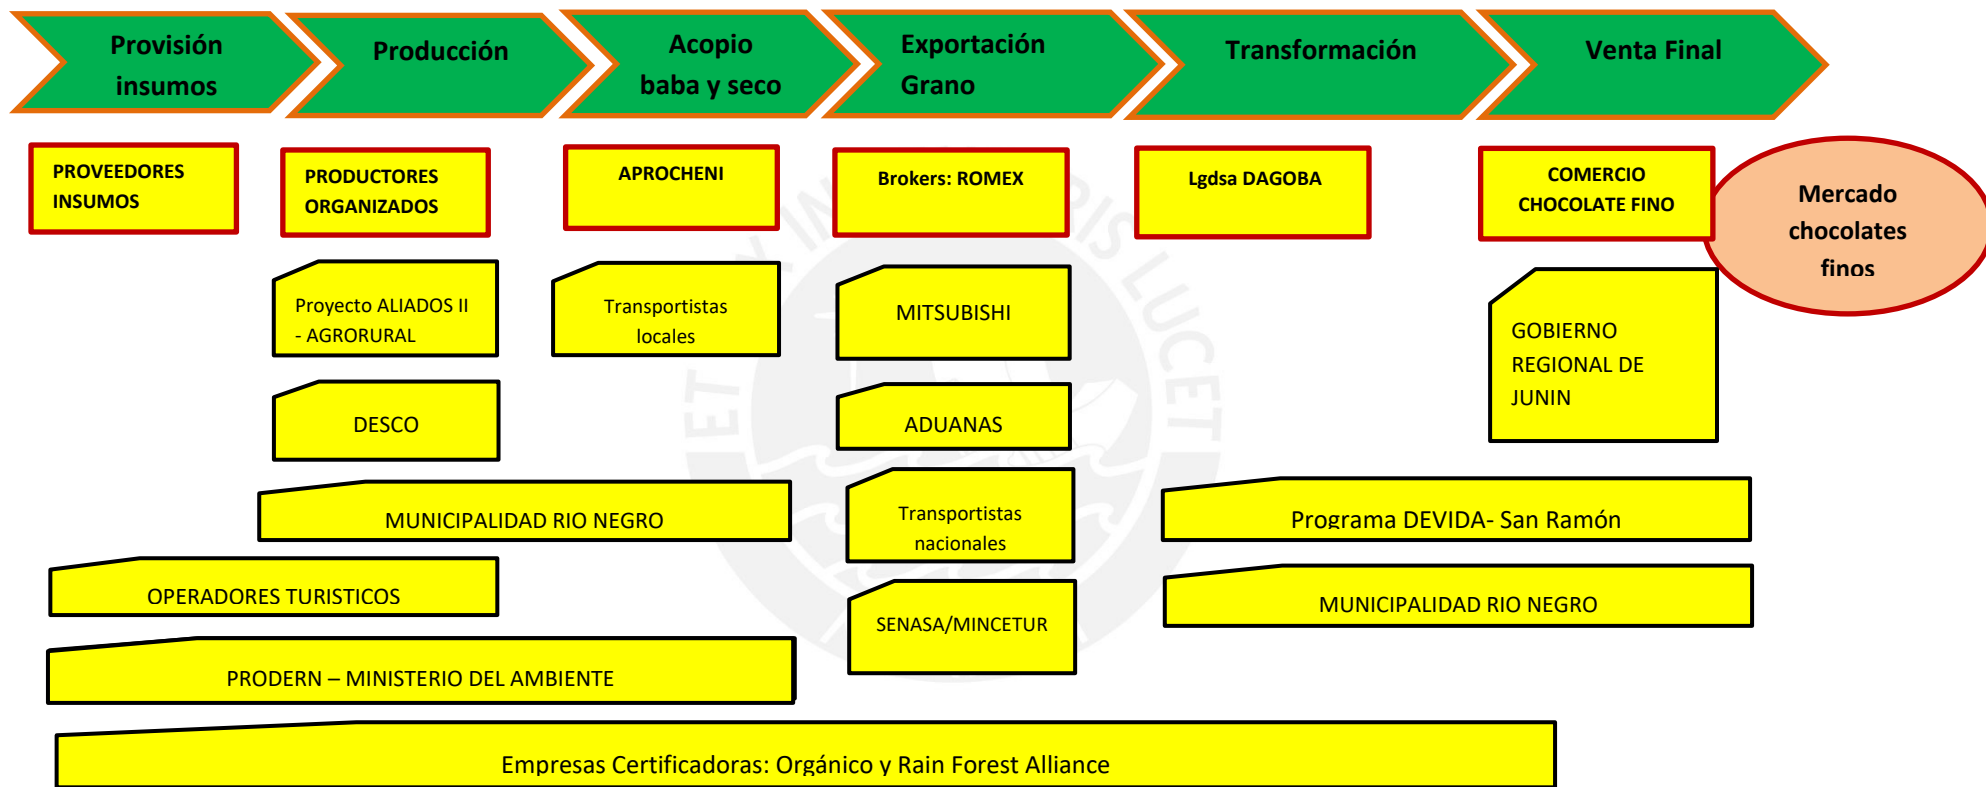 Provisión
insumos
Producción
Acopio
baba y seco
Exportación
Grano
Transformación
Venta Final
PROVEEDORES
INSUMOS
PRODUCTORES
ORGANIZADOS
APROCHENI
Brokers: ROMEX
Lgdsa DAGOBA
COMERCIO
CHOCOLATE FINO
Mercado
chocolates
finos
Proyecto ALIADOS II
- AGRORURAL
Transportistas
locales
MITSUBISHI
GOBIERNO
REGIONAL DE
JUNIN
DESCO
ADUANAS
MUNICIPALIDAD RIO NEGRO
Transportistas
nacionales
Programa DEVIDA- San Ramón
OPERADORES TURISTICOS
SENASA/MINCETUR
MUNICIPALIDAD RIO NEGRO
PRODERN – MINISTERIO DEL AMBIENTE
Empresas Certificadoras: Orgánico y Rain Forest Alliance